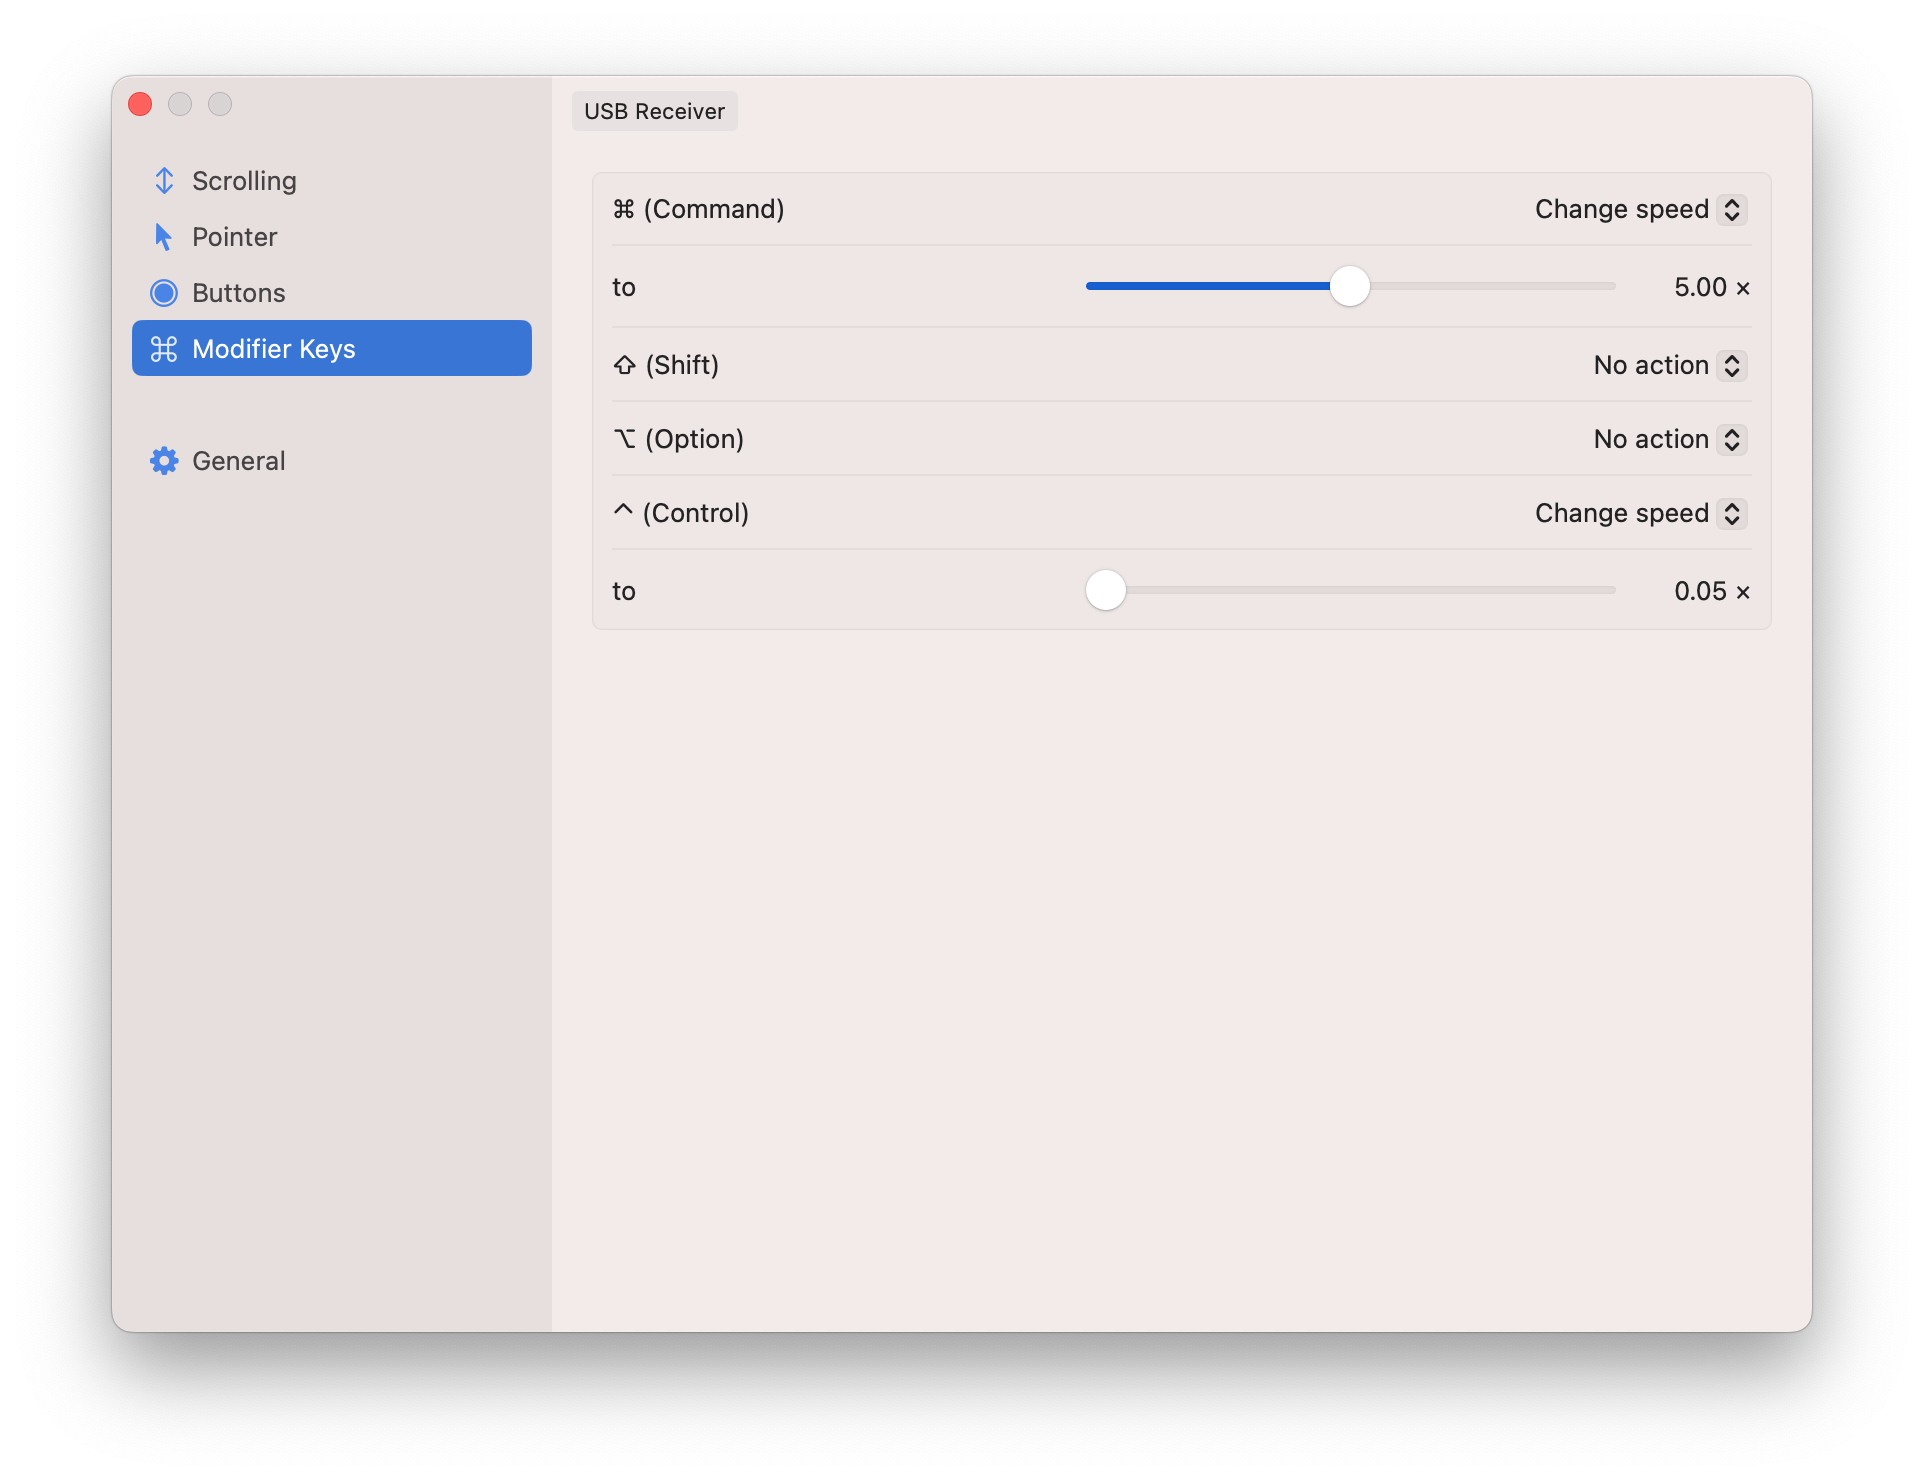 USB Receiver
Scrolling
Pointer
Buttons
Modifier Keys
General
⌘ (Command) Change speed
to 5.00 ×
⇧ (Shift) No action
⌥ (Option) No action
⌃ (Control) Change speed
to 0.05 ×